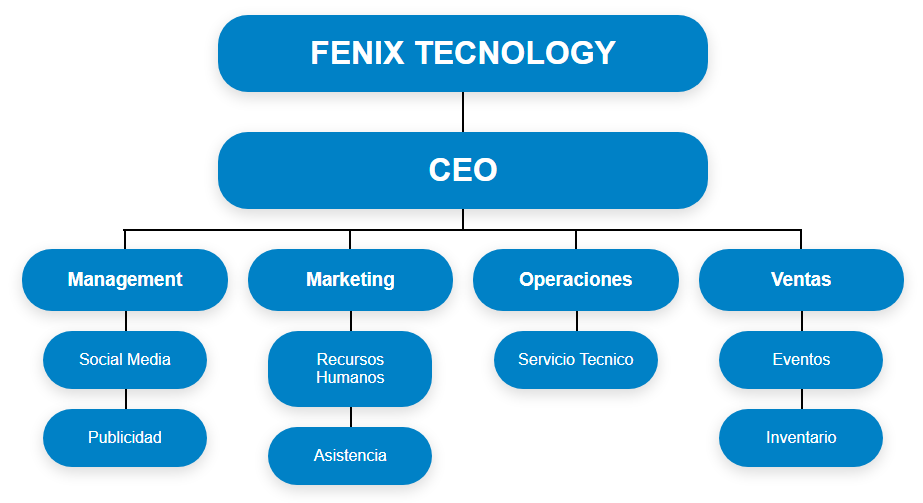 FENIX TECNOLOGY
CEO
Management
Marketing
Operaciones
Ventas
Social Media
Recursos
Humanos
Servicio Tecnico
Eventos
Publicidad
Asistencia
Inventario